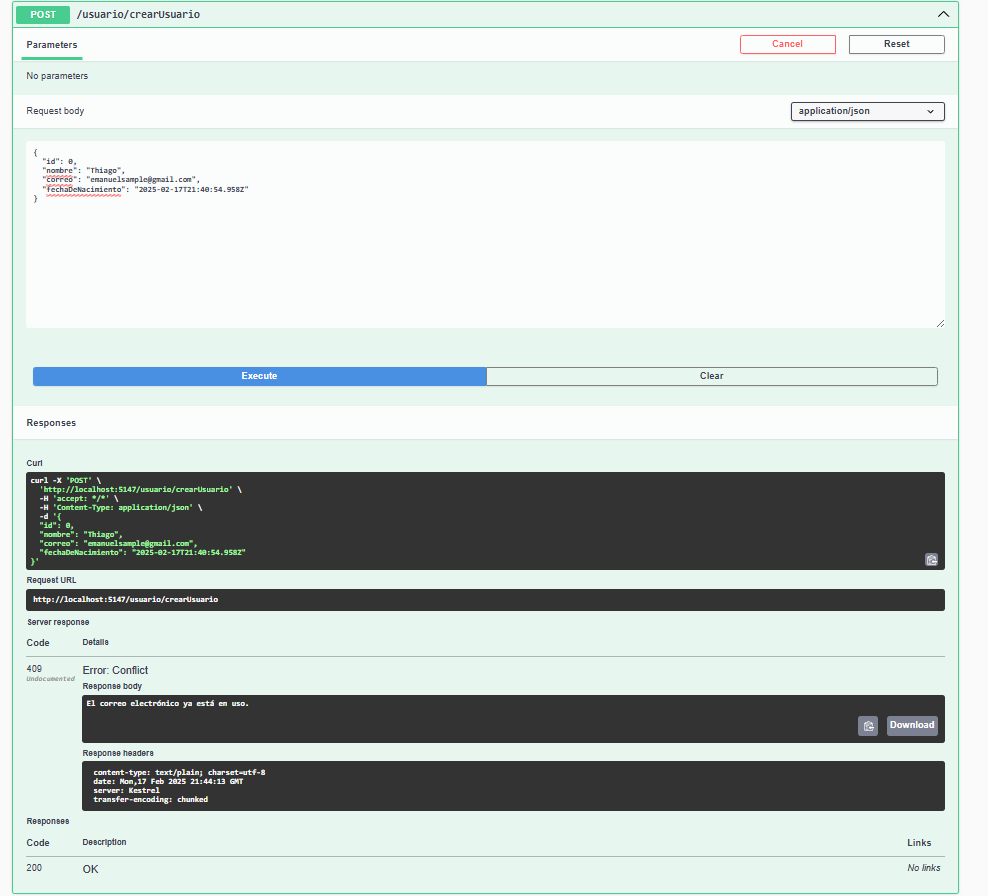 POST /usuario/crearUsuario
Parameters
Cancel
Reset
No parameters
Request body
application/json
{
  "id": 0,
  "nombre": "Thiago",
  "correo": "emanuelsample@gmail.com",
  "fechaDeNacimiento": "2025-02-17T21:40:54.958Z"
}
Execute
Clear
Responses
Curl
curl -X 'POST' \
  'http://localhost:5147/usuario/crearUsuario' \
  -H 'accept: */*' \
  -H 'Content-Type: application/json' \
  -d '{
  "id": 0,
  "nombre": "Thiago",
  "correo": "emanuelsample@gmail.com",
  "fechaDeNacimiento": "2025-02-17T21:40:54.958Z"
}'
Request URL
http://localhost:5147/usuario/crearUsuario
Server response
Code Details
409
Undocumented
Error: Conflict
Response body
El correo electrónico ya está en uso.
Download
Response headers
content-type: text/plain; charset=utf-8
date: Mon,17 Feb 2025 21:44:13 GMT
server: Kestrel
transfer-encoding: chunked
Responses
Code Description Links
200 OK No links